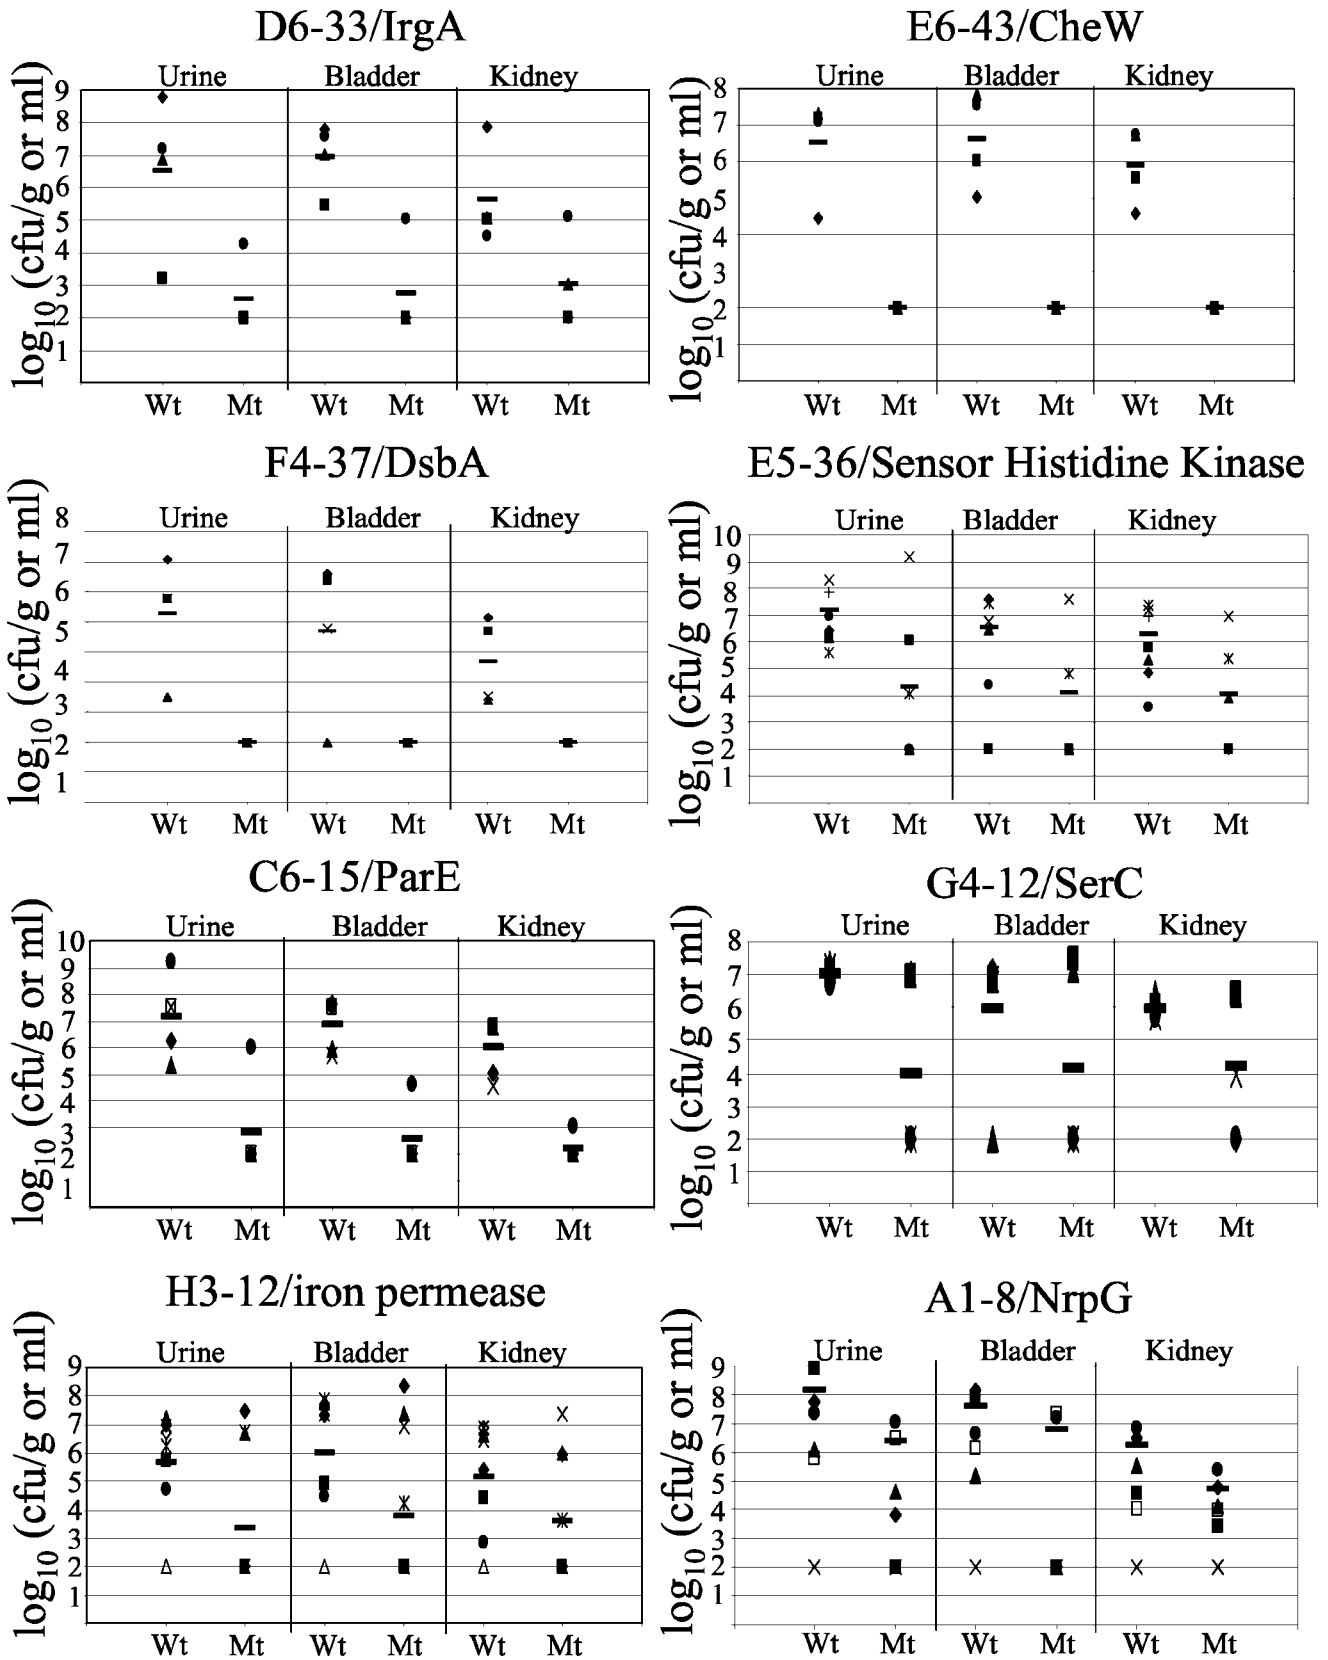 D6-33/IrgA
Urine Bladder Kidney
log10 (cfu/g or ml)
9
8
7
6
5
4
3
2
1
Wt Mt Wt Mt Wt Mt
E6-43/CheW
Urine Bladder Kidney
log10 (cfu/g or ml)
8
7
6
5
4
3
2
1
Wt Mt Wt Mt Wt Mt
F4-37/DsbA
Urine Bladder Kidney
log10 (cfu/g or ml)
8
7
6
5
4
3
2
1
Wt Mt Wt Mt Wt Mt
E5-36/Sensor Histidine Kinase
Urine Bladder Kidney
log10 (cfu/g or ml)
10
9
8
7
6
5
4
3
2
1
Wt Mt Wt Mt Wt Mt
C6-15/ParE
Urine Bladder Kidney
log10 (cfu/g or ml)
10
9
8
7
6
5
4
3
2
1
Wt Mt Wt Mt Wt Mt
G4-12/SerC
Urine Bladder Kidney
log10 (cfu/g or ml)
8
7
6
5
4
3
2
1
Wt Mt Wt Mt Wt Mt
H3-12/iron permease
Urine Bladder Kidney
log10 (cfu/g or ml)
9
8
7
6
5
4
3
2
1
Wt Mt Wt Mt Wt Mt
A1-8/NrpG
Urine Bladder Kidney
log10 (cfu/g or ml)
9
8
7
6
5
4
3
2
1
Wt Mt Wt Mt Wt Mt